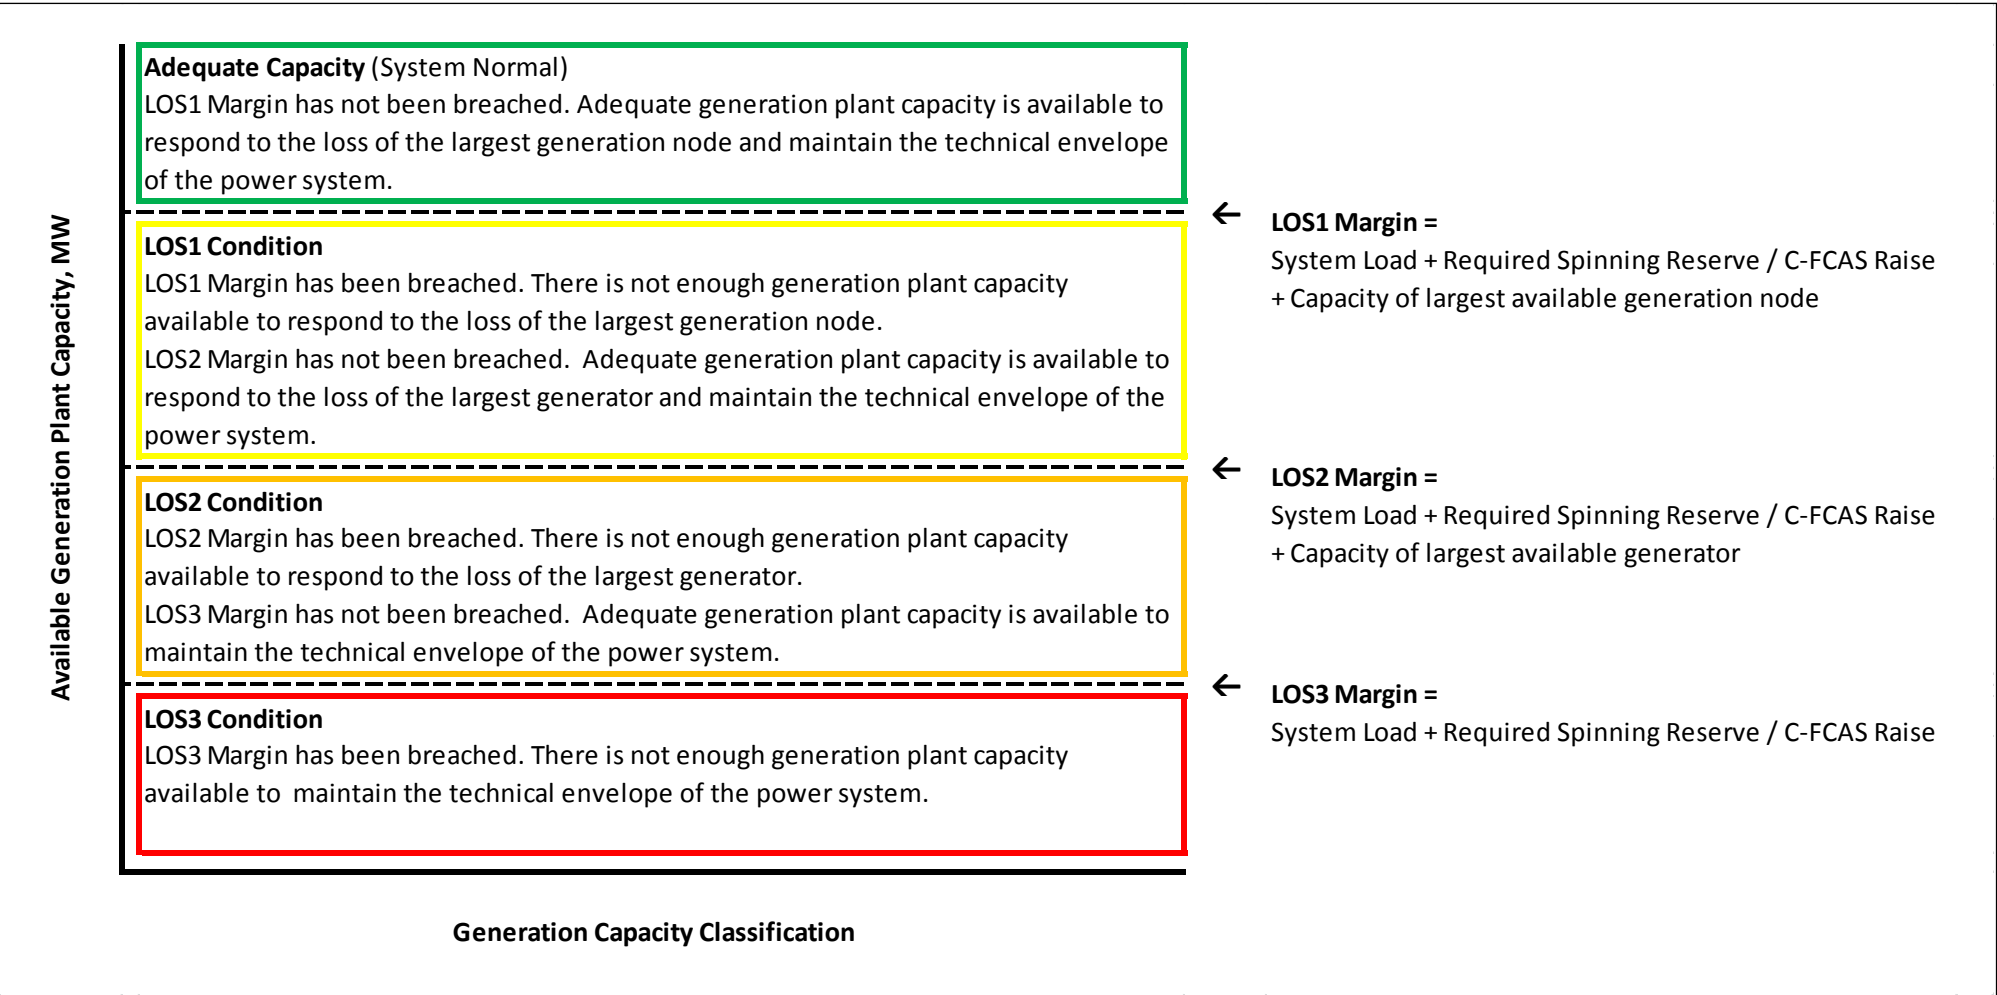 Available Generation Plant Capacity, MW
Adequate Capacity (System Normal)
LOS1 Margin has not been breached. Adequate generation plant capacity is available to
respond to the loss of the largest generation node and maintain the technical envelope
of the power system.
LOS1 Condition
LOS1 Margin has been breached. There is not enough generation plant capacity
available to respond to the loss of the largest generation node.
LOS2 Margin has not been breached.  Adequate generation plant capacity is available to
respond to the loss of the largest generator and maintain the technical envelope of the
power system.
LOS2 Condition
LOS2 Margin has been breached. There is not enough generation plant capacity
available to respond to the loss of the largest generator.
LOS3 Margin has not been breached.  Adequate generation plant capacity is available to
maintain the technical envelope of the power system.
LOS3 Condition
LOS3 Margin has been breached. There is not enough generation plant capacity
available to  maintain the technical envelope of the power system.
← LOS1 Margin =
System Load + Required Spinning Reserve / C-FCAS Raise
+ Capacity of largest available generation node
← LOS2 Margin =
System Load + Required Spinning Reserve / C-FCAS Raise
+ Capacity of largest available generator
← LOS3 Margin =
System Load + Required Spinning Reserve / C-FCAS Raise
Generation Capacity Classification